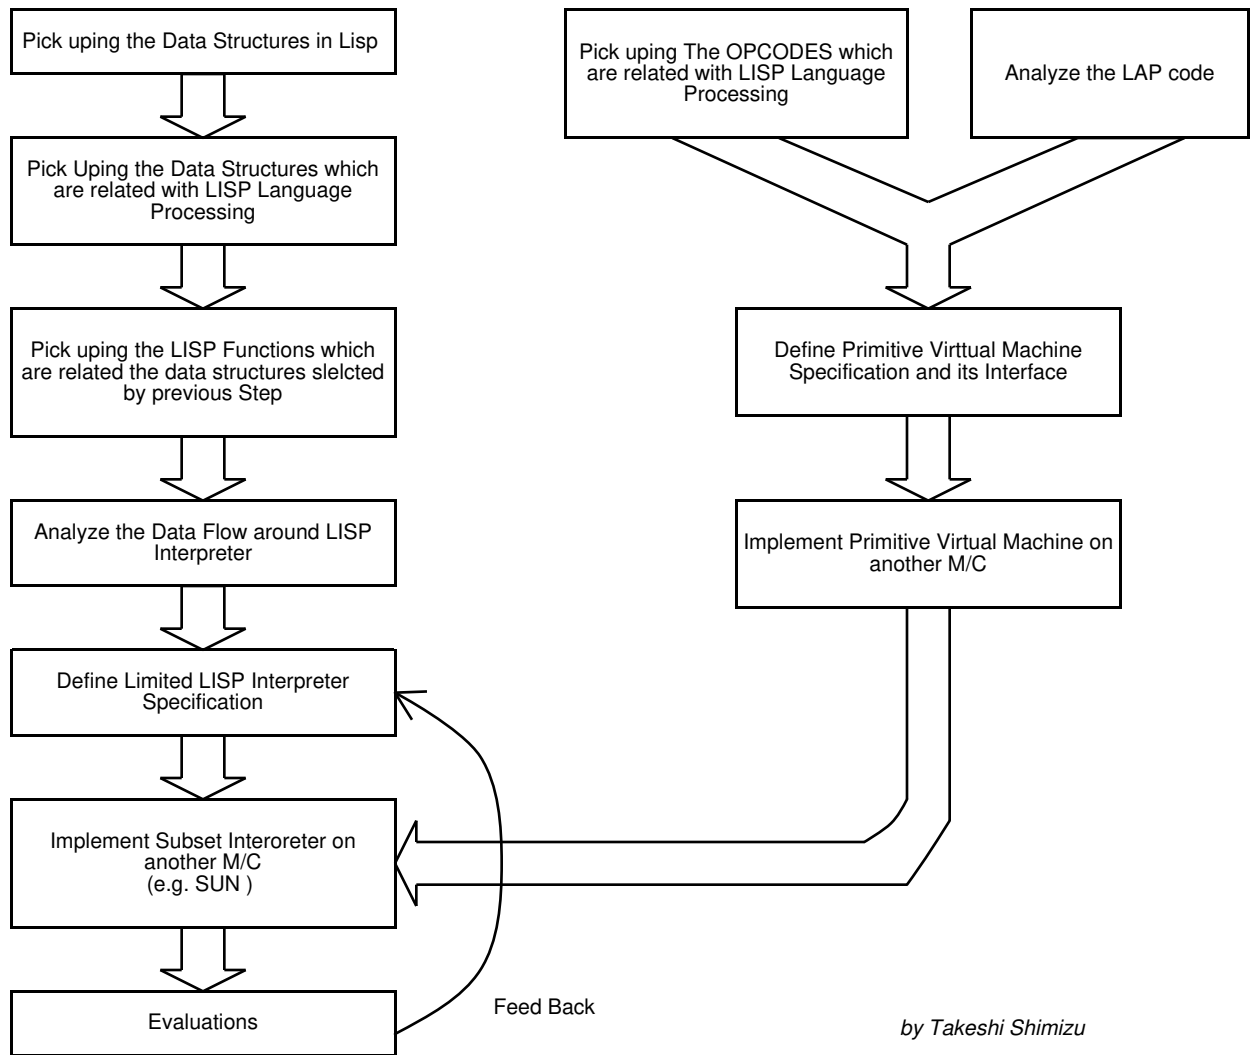 Pick uping the Data Structures in Lisp
Pick Uping the Data Structures which
are related with LISP Language
Processing
Pick uping the LISP Functions which
are related the data structures slelcted
by previous Step
Analyze the Data Flow around LISP
Interpreter
Define Limited LISP Interpreter
Specification
Implement Subset Interoreter on
another M/C
(e.g. SUN )
Evaluations
Feed Back
Pick uping The OPCODES which
are related with LISP Language
Processing
Analyze the LAP code
Define Primitive Virttual Machine
Specification and its Interface
Implement Primitive Virtual Machine on
another M/C
by Takeshi Shimizu